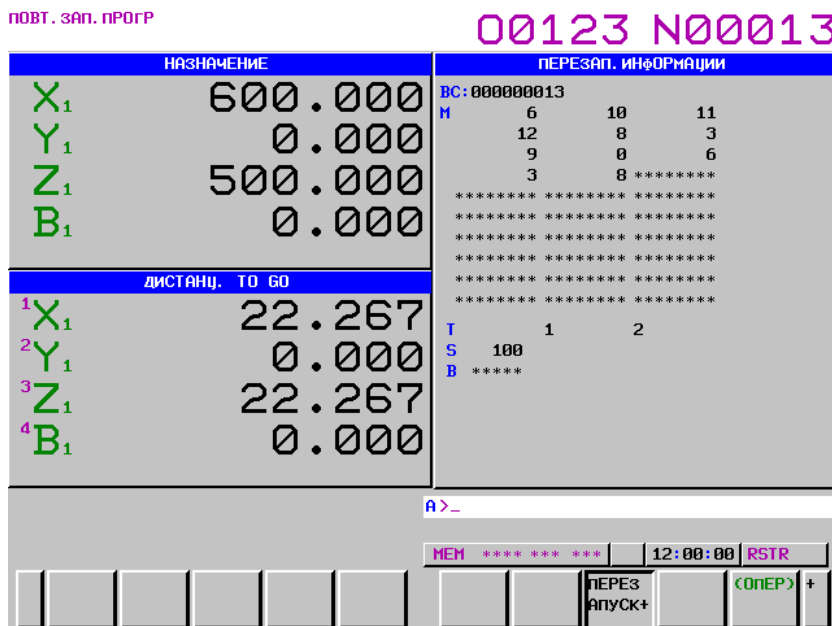 ПОВТ.ЗАП.ПРОГР
O0123 N00013
НАЗНАЧЕНИЕ
X1 600.000
Y1 0.000
Z1 500.000
B1 0.000
ДИСТАНЦ. TO GO
1X1 22.267
2Y1 0.000
3Z1 22.267
4B1 0.000
ПЕРЕЗАП.ИНФОРМАЦИИ
BC:000000013
M 6 10 11
12 8 3
9 0 6
3 8 ********
******** ******** ********
******** ******** ********
******** ******** ********
******** ******** ********
******** ******** ********
******** ******** ********
T 1 2
S 100
B *****
A>_
MEM **** *** *** 12:00:00 RSTR
ПЕРЕЗ
АПУСК+
(ОПЕР) +